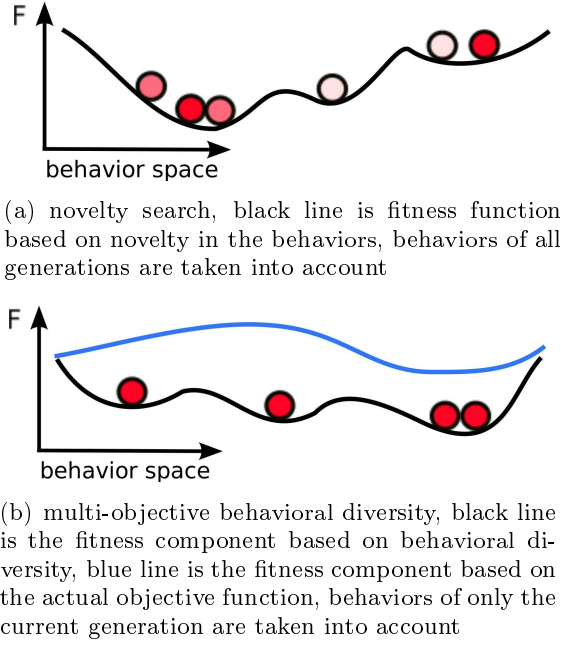 F
behavior space
(a) novelty search, black line is fitness function
based on novelty in the behaviors, behaviors of all
generations are taken into account
F
behavior space
(b) multi-objective behavioral diversity, black line
is the fitness component based on behavioral di-
versity, blue line is the fitness component based on
the actual objective function, behaviors of only the
current generation are taken into account